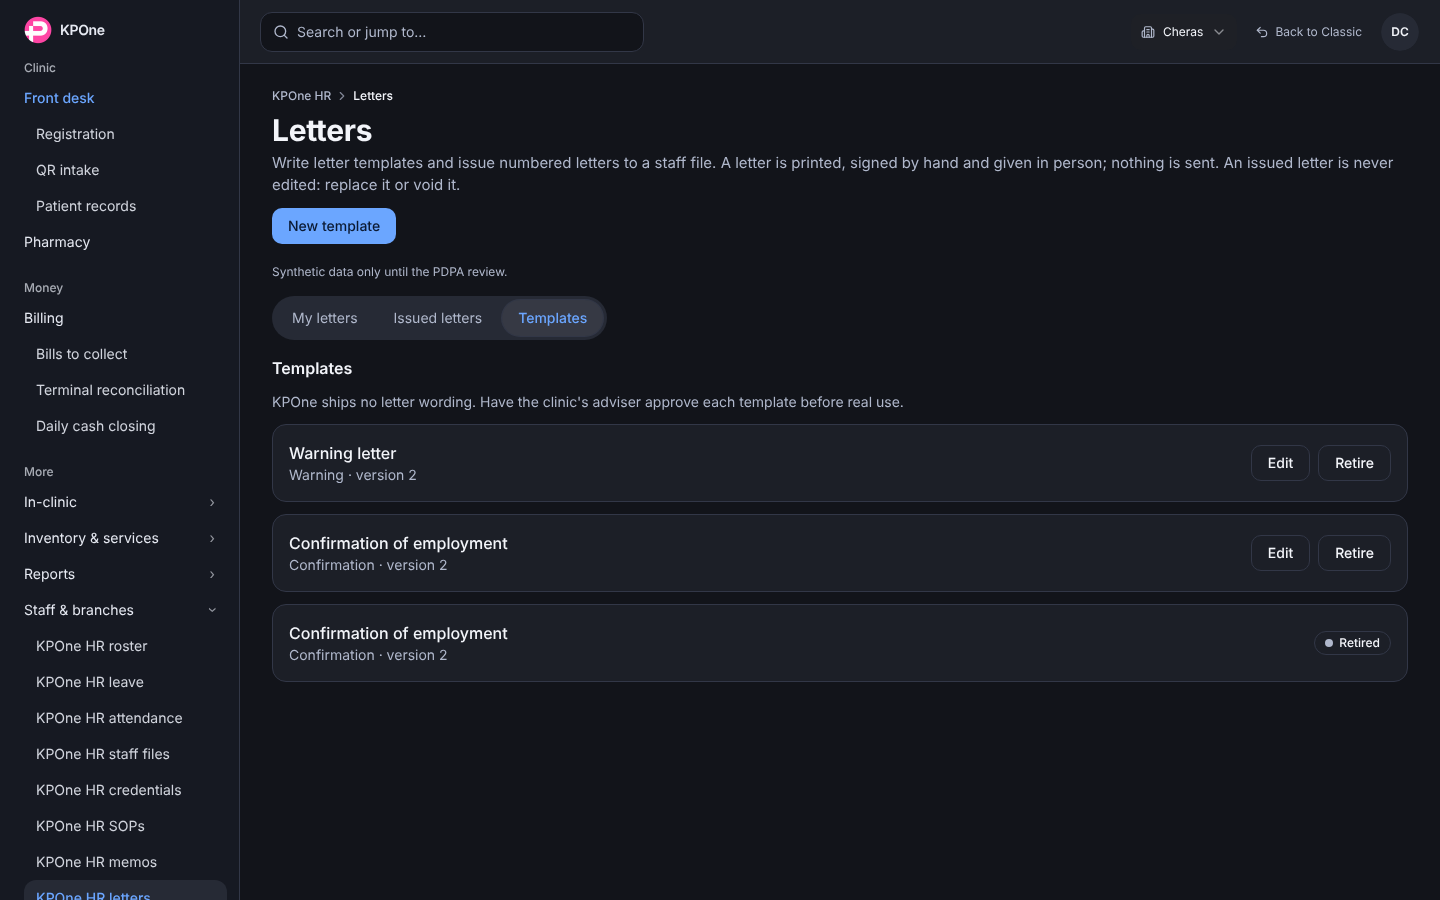 KPOne
Clinic
Front desk
Registration
QR intake
Patient records
Pharmacy
Money
Billing
Bills to collect
Terminal reconciliation
Daily cash closing
More
In-clinic
Inventory & services
Reports
Staff & branches
KPOne HR roster
KPOne HR leave
KPOne HR attendance
KPOne HR staff files
KPOne HR credentials
KPOne HR SOPs
KPOne HR memos
KPOne HR letters
Search or jump to...
Cheras
Back to Classic
DC
KPOne HR > Letters
Letters
Write letter templates and issue numbered letters to a staff file. A letter is printed, signed by hand and given in person; nothing is sent. An issued letter is never
edited: replace it or void it.
New template
Synthetic data only until the PDPA review.
My letters
Issued letters
Templates
Templates
KPOne ships no letter wording. Have the clinic's adviser approve each template before real use.
Warning letter
Warning · version 2
Edit
Retire
Confirmation of employment
Confirmation · version 2
Edit
Retire
Confirmation of employment
Confirmation · version 2
Retired